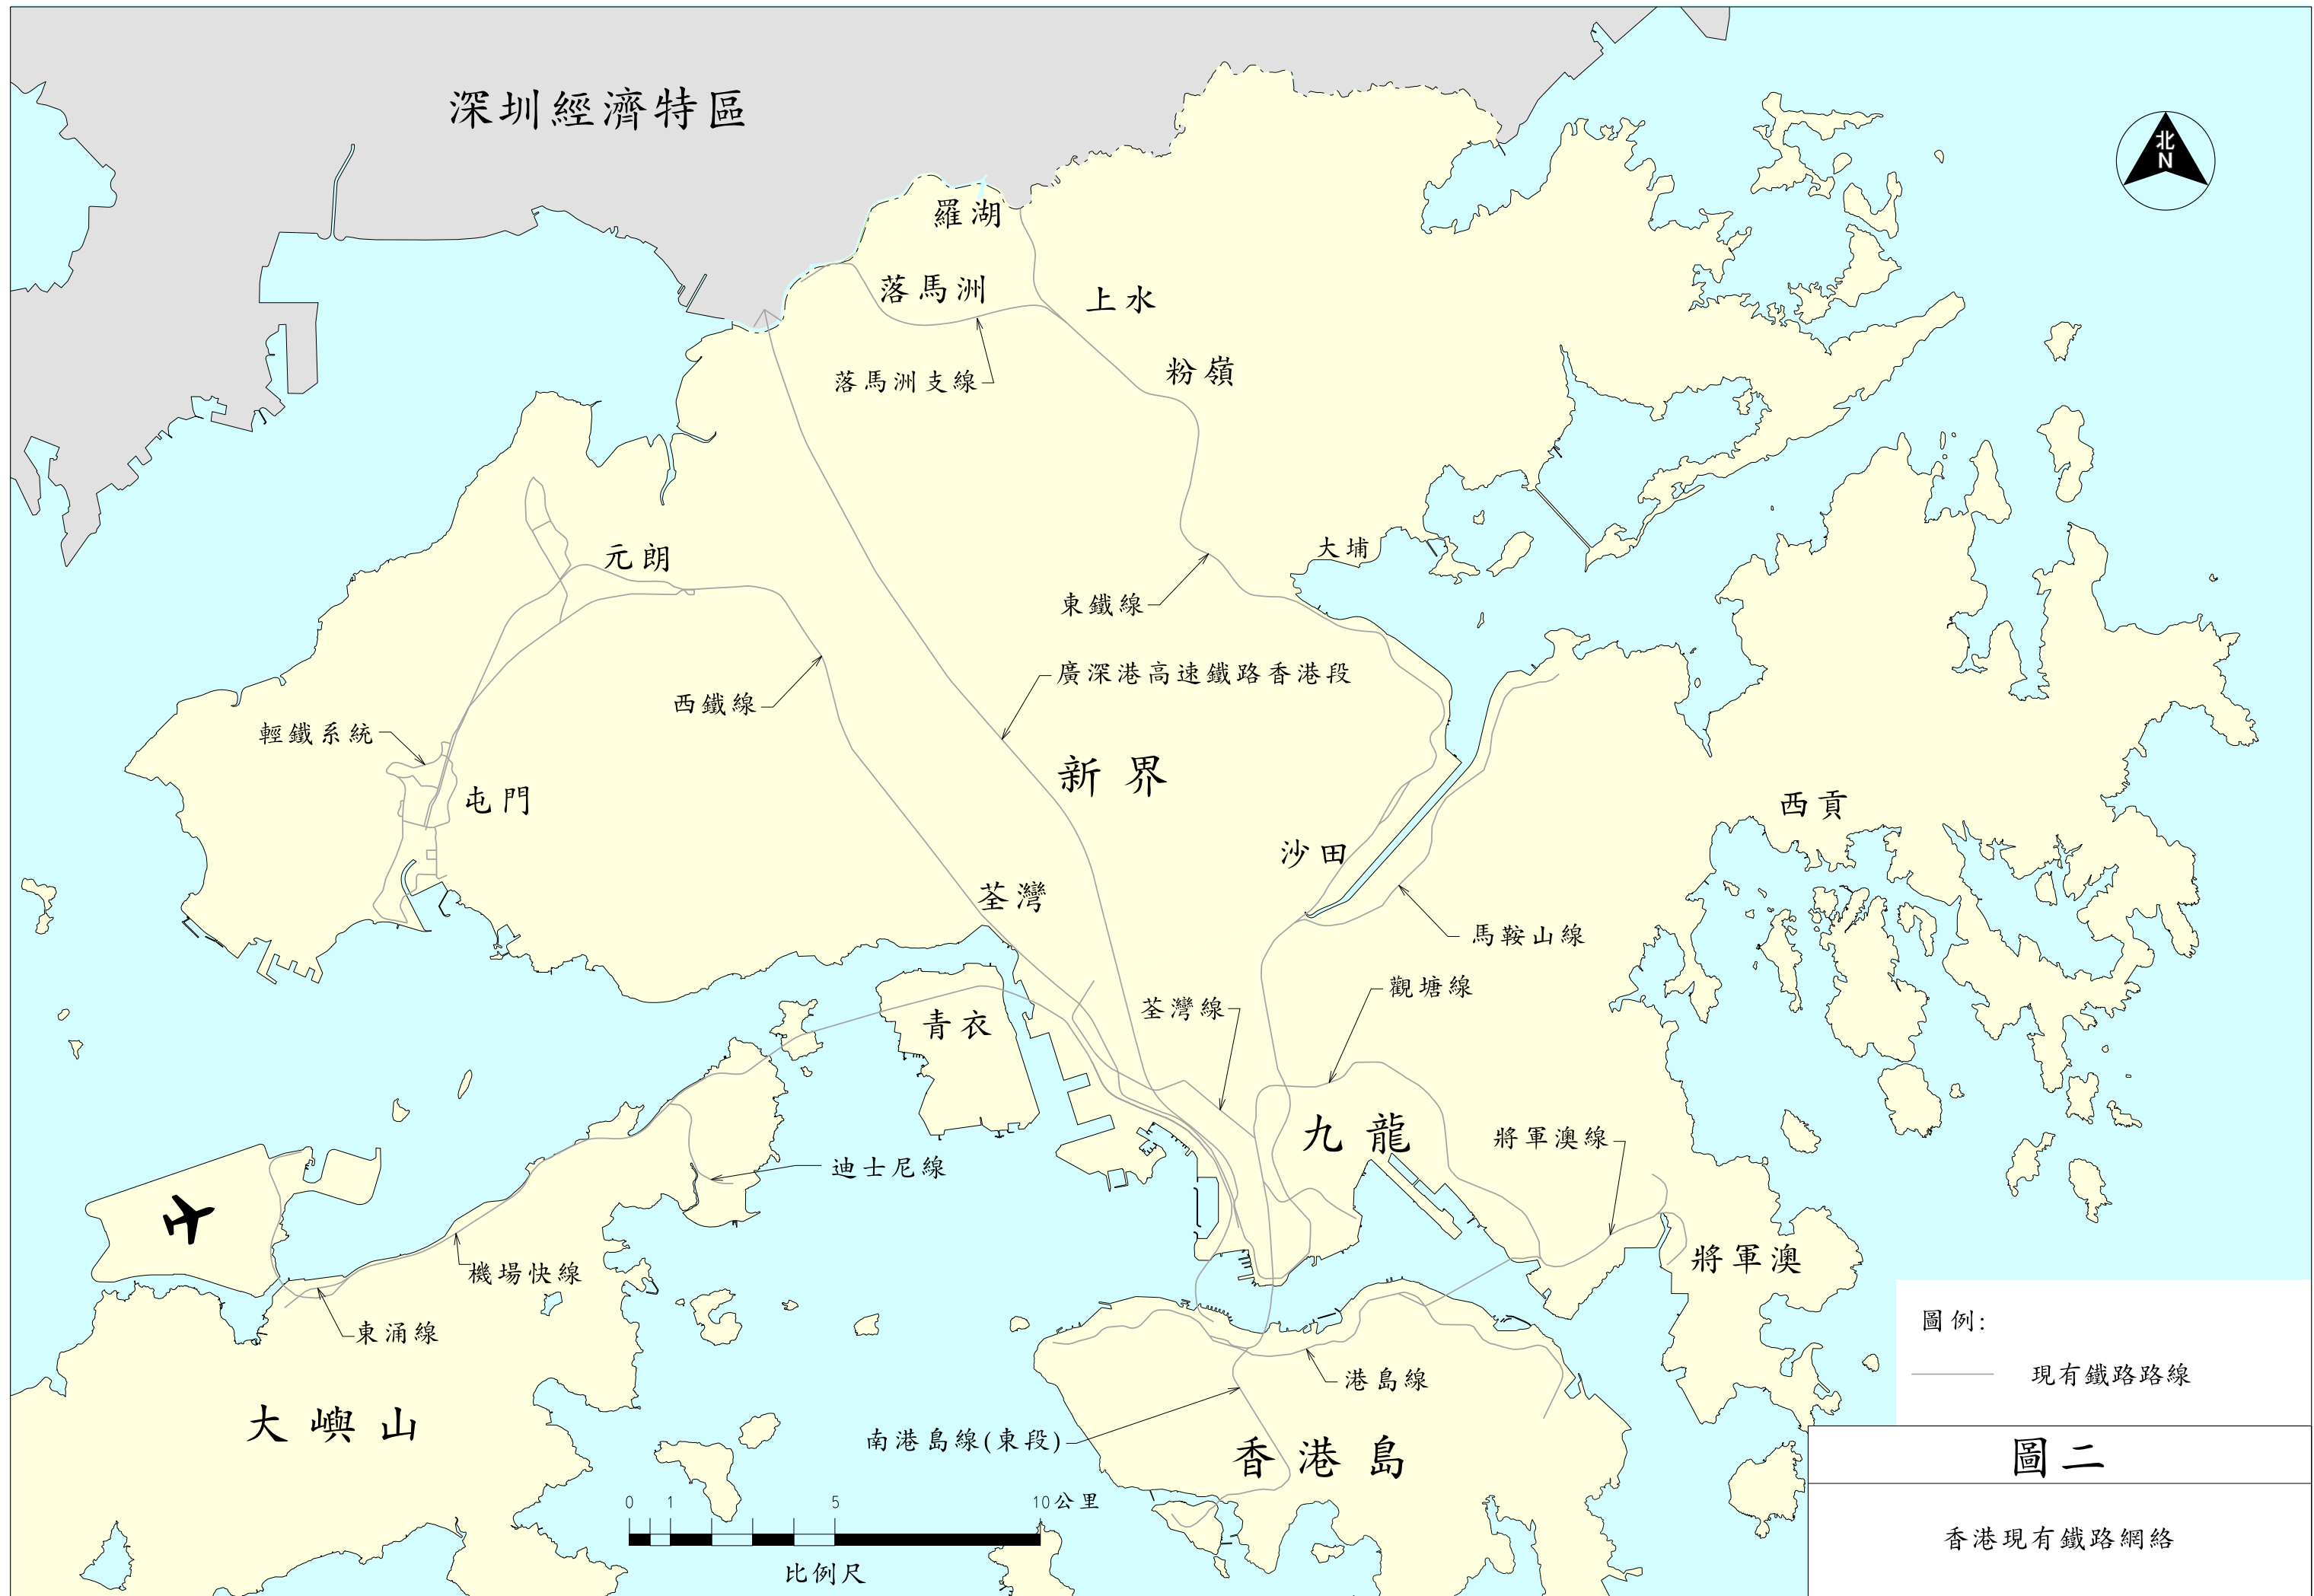 深圳經濟特區
北
N
羅湖
落馬洲
上水
粉嶺
落馬洲支線
元朗
大埔
東鐵線
廣深港高速鐵路香港段
西鐵線
輕鐵系統
新界
屯門
西貢
沙田
荃灣
馬鞍山線
觀塘線
荃灣線
青衣
九龍
將軍澳線
迪士尼線
將軍澳
機場快線
東涌線
港島線
大嶼山
南港島線(東段)
香港島
0 1 5 10公里
比例尺
圖例:
現有鐵路路線
圖二
香港現有鐵路網絡